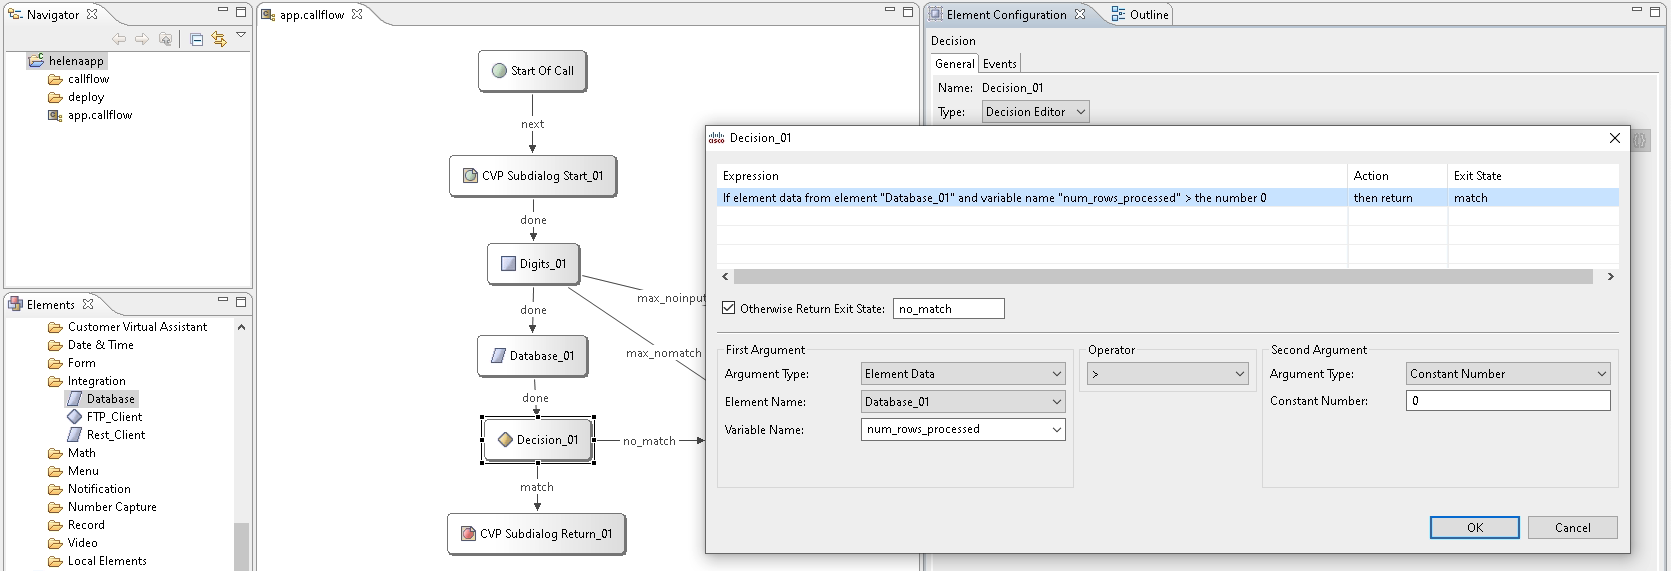 Navigator
helenaapp
callflow
deploy
app.callflow
Elements
Customer Virtual Assistant
Date & Time
Form
Integration
Database
FTP_Client
Rest_Client
Math
Menu
Notification
Number Capture
Record
Video
Local Elements
app.callflow
Start Of Call
next
CVP Subdialog Start_01
done
Digits_01
max_noinput
done
max_nomatch
Database_01
done
Decision_01
no_match
match
CVP Subdialog Return_01
Element Configuration
Outline
Decision
General Events
Name: Decision_01
Type: Decision Editor
cisco Decision_01
Expression Action Exit State
If element data from element "Database_01" and variable name "num_rows_processed" > the number 0 then return match
Otherwise Return Exit State: no_match
First Argument Operator Second Argument
Argument Type: Element Data > Argument Type: Constant Number
Element Name: Database_01 Constant Number: 0
Variable Name: num_rows_processed
OK Cancel